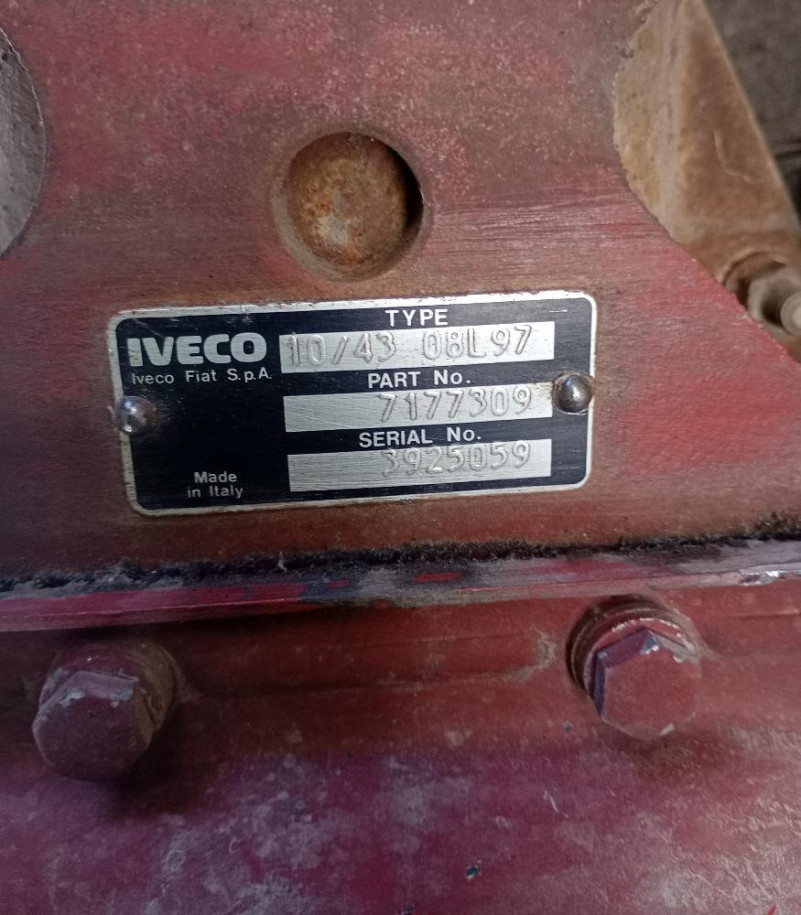 TYPE
IVECO 10/43 08L97
Iveco Fiat S.p.A.
PART No.
7177309
SERIAL No.
3925059
Made
in Italy